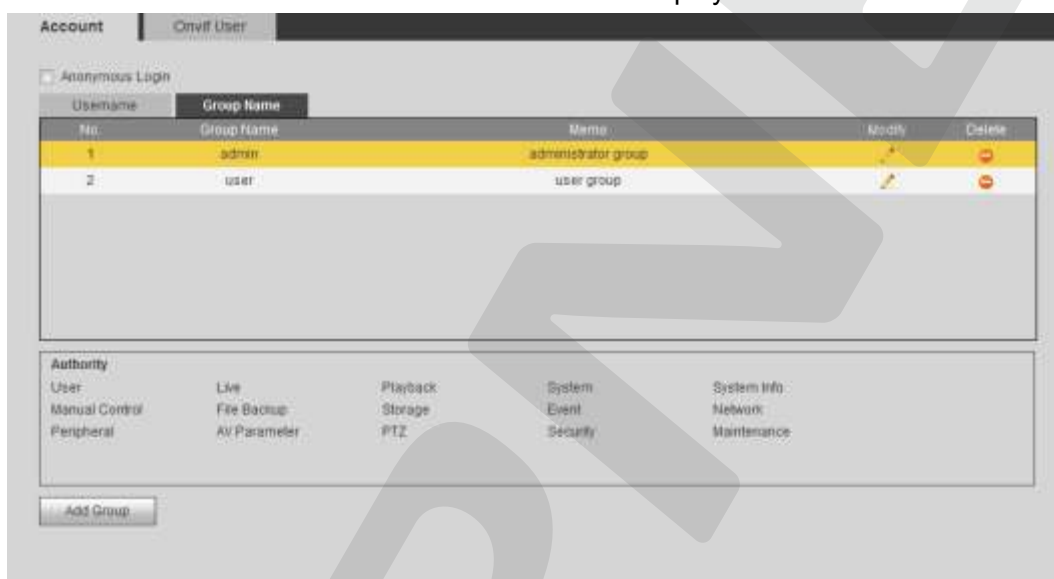 Account Onvif User
Anonymous Login
Username Group Name
No. Group Name Memo Modify Delete
1 admin administrator group
2 user user group
Authority
User Live Playback System System Info
Manual Control File Backup Storage Event Network
Peripheral AV Parameter PTZ Security Maintenance
Add Group